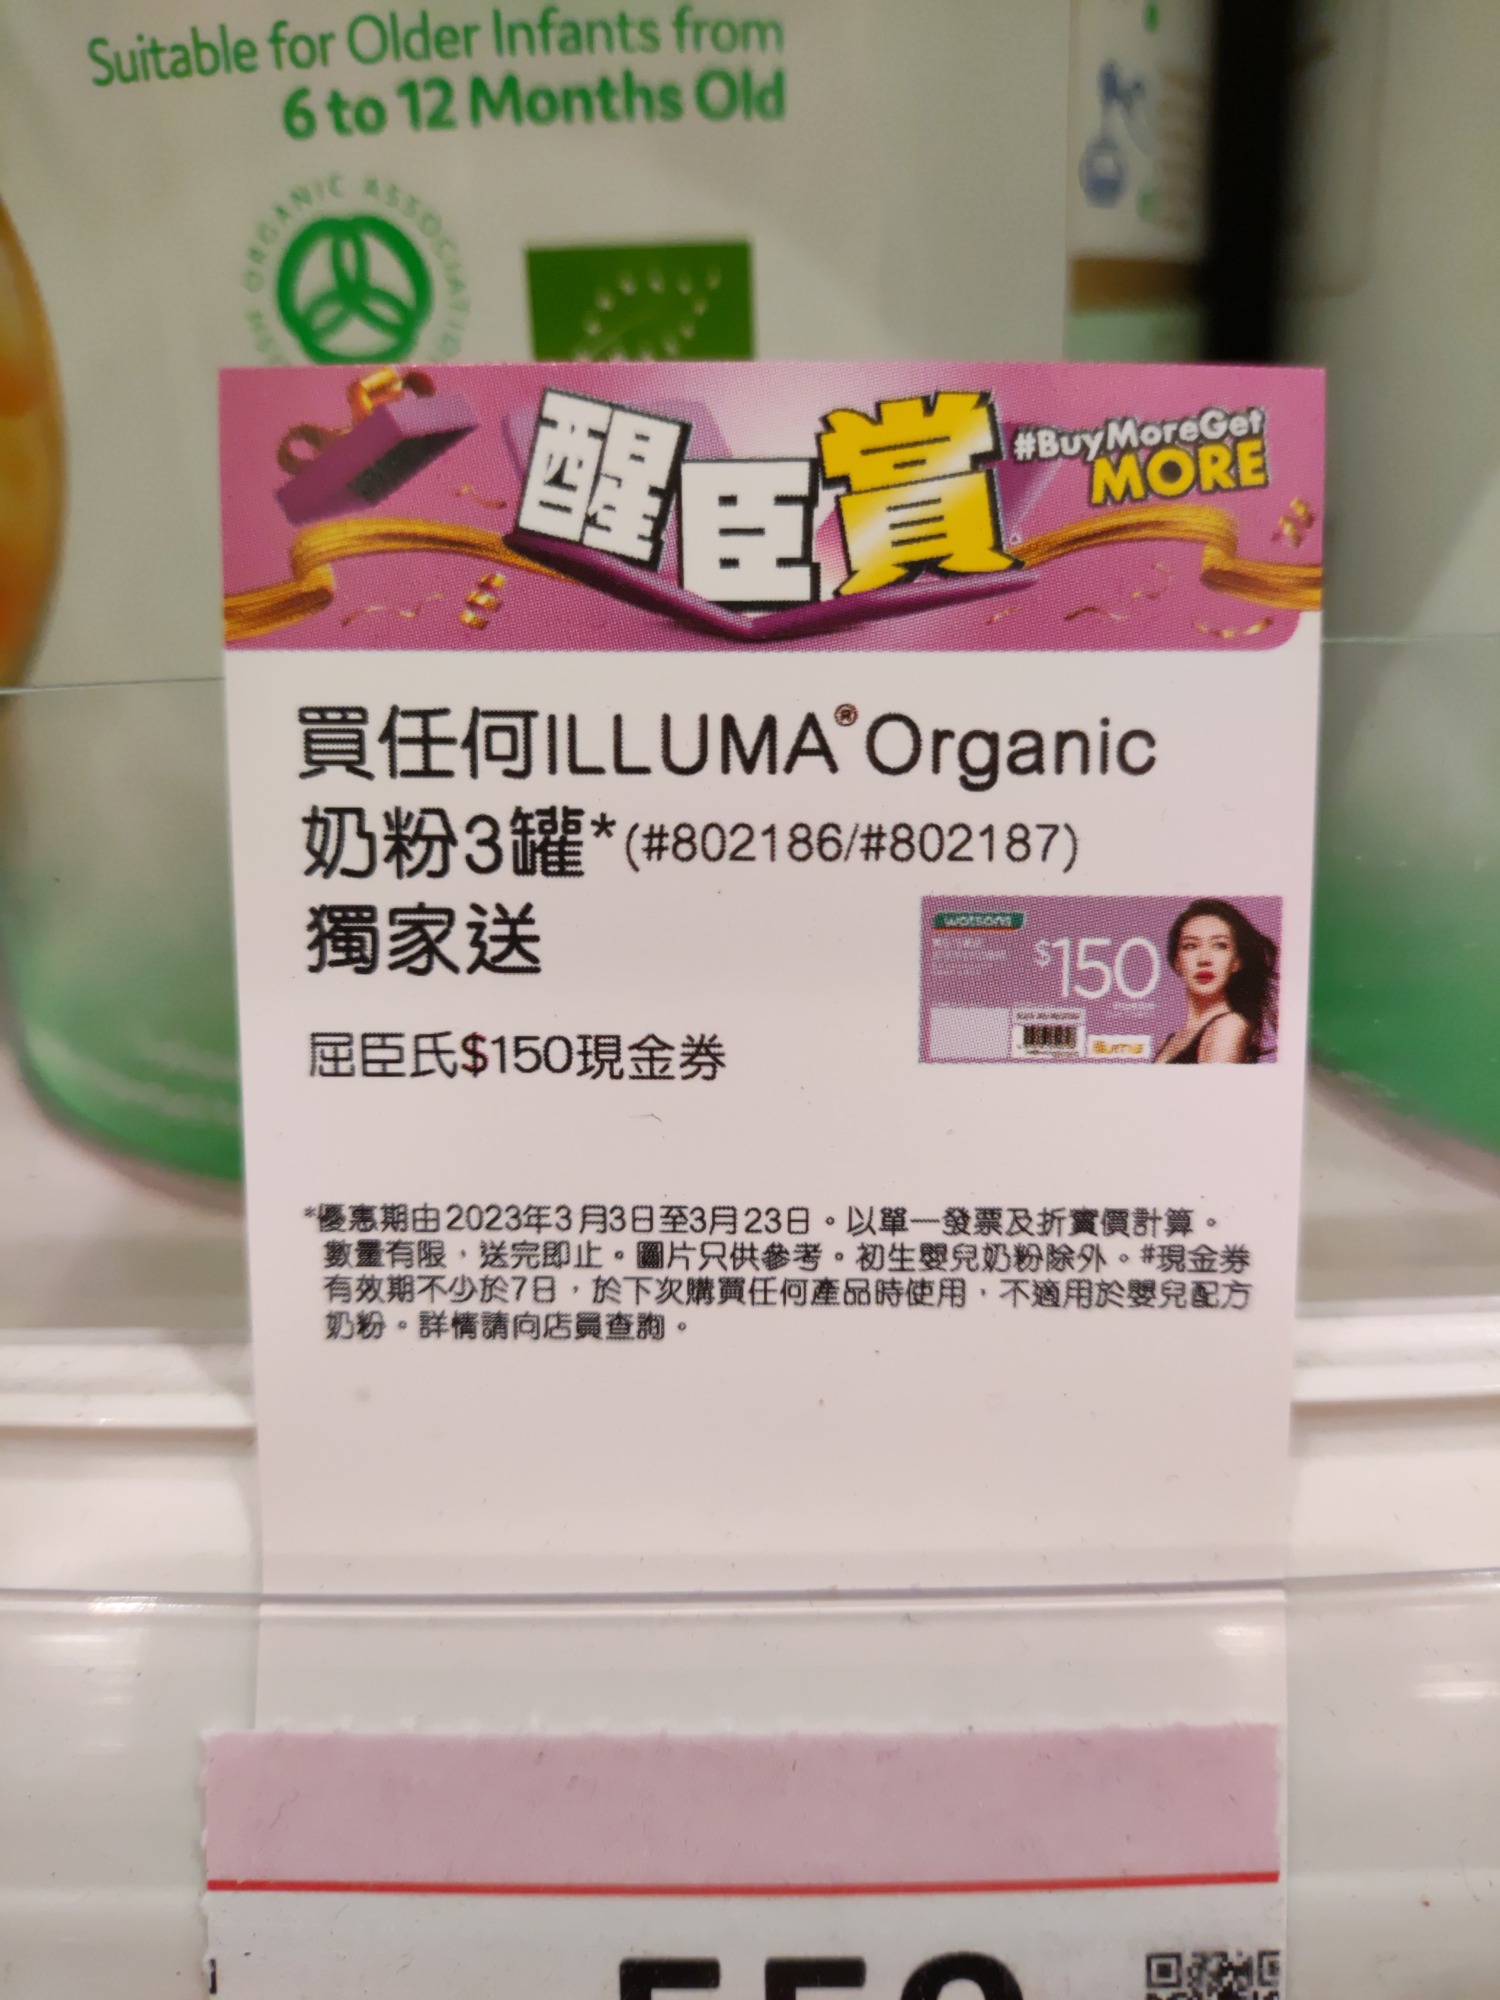 Suitable for Older Infants from
6 to 12 Months Old
ORGANIC ASSOCIATION
醒臣賞
#BuyMoreGet
MORE
買任何ILLUMA®Organic
奶粉3罐*(#802186/#802187)
獨家送
屈臣氏$150現金券
watsons
$150
illuma
*優惠期由2023年3月3日至3月23日。以單一發票及折實價計算。
數量有限，送完即止。圖片只供參考。初生嬰兒奶粉除外。#現金券
有效期不少於7日，於下次購買任何產品時使用，不適用於嬰兒配方
奶粉。詳情請向店員查詢。